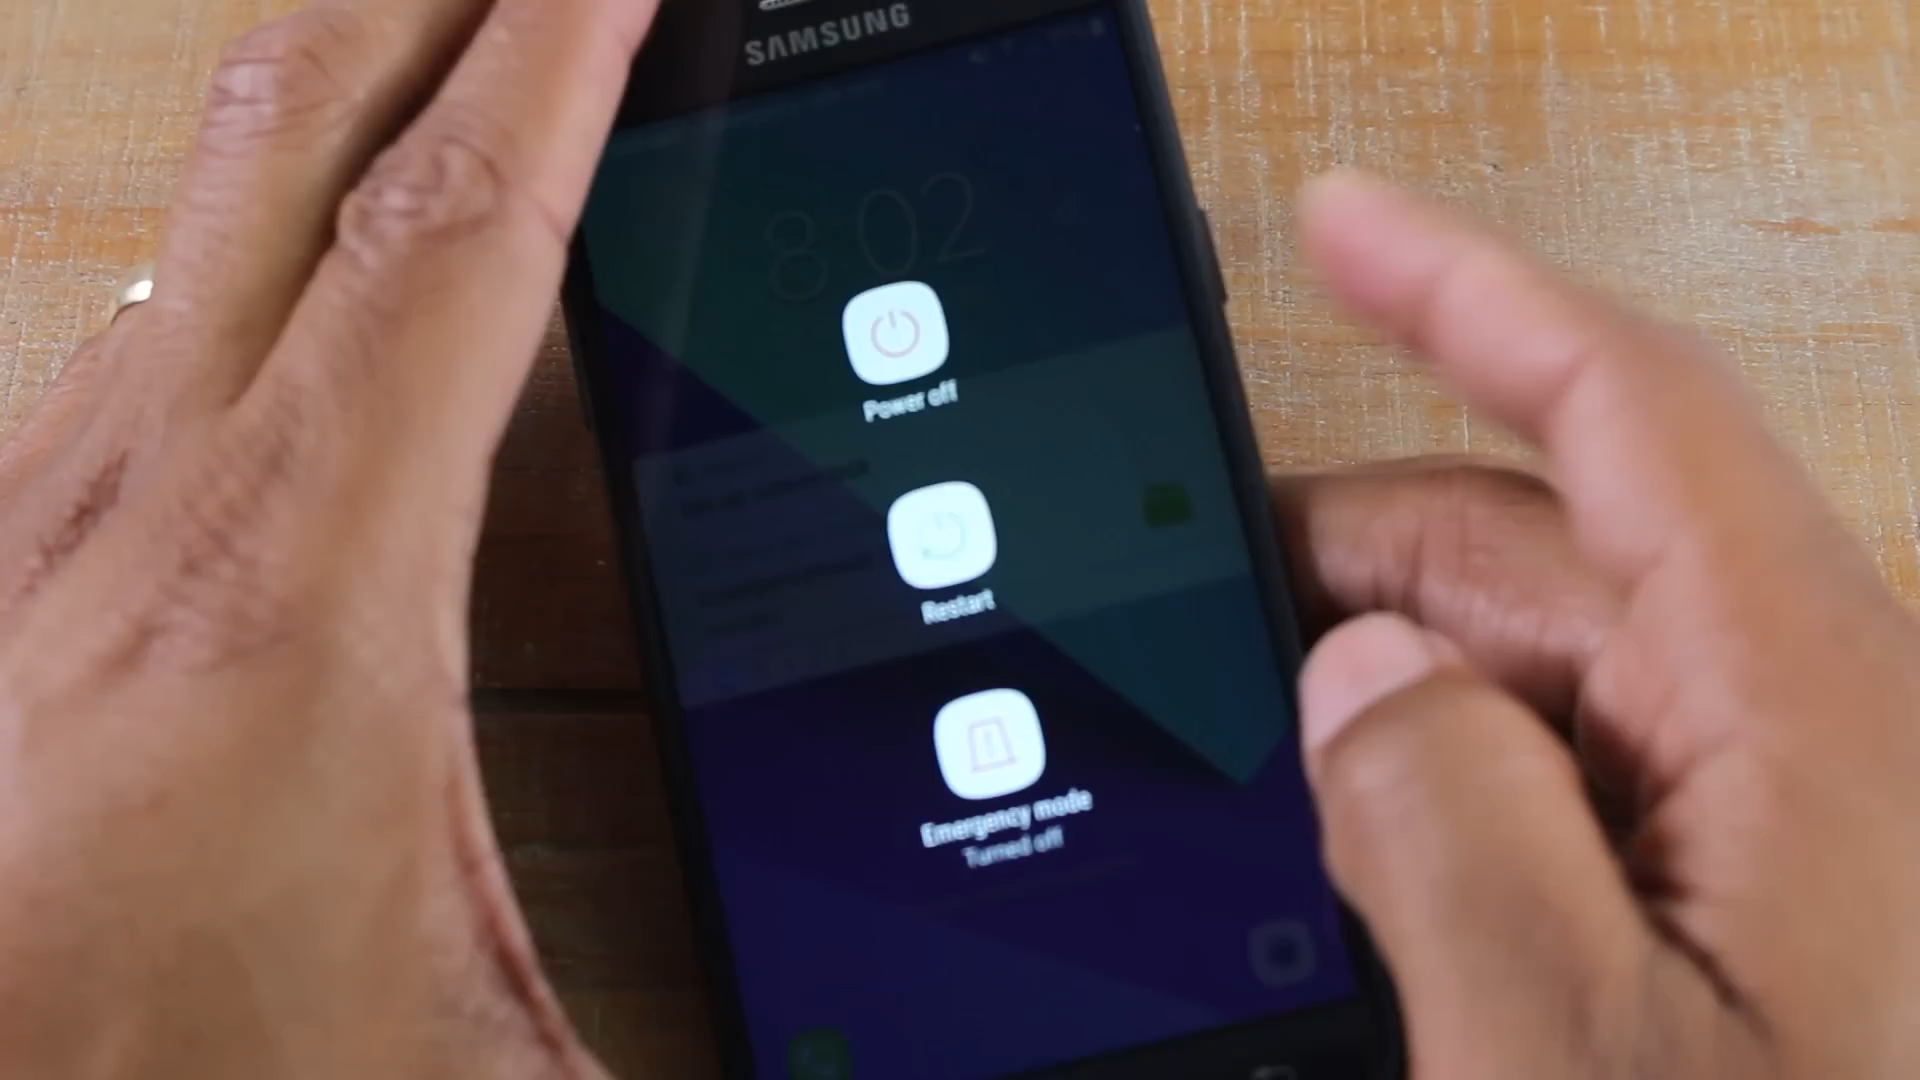 SAMSUNG
8:02
Power off
Restart
Emergency mode
Turned off